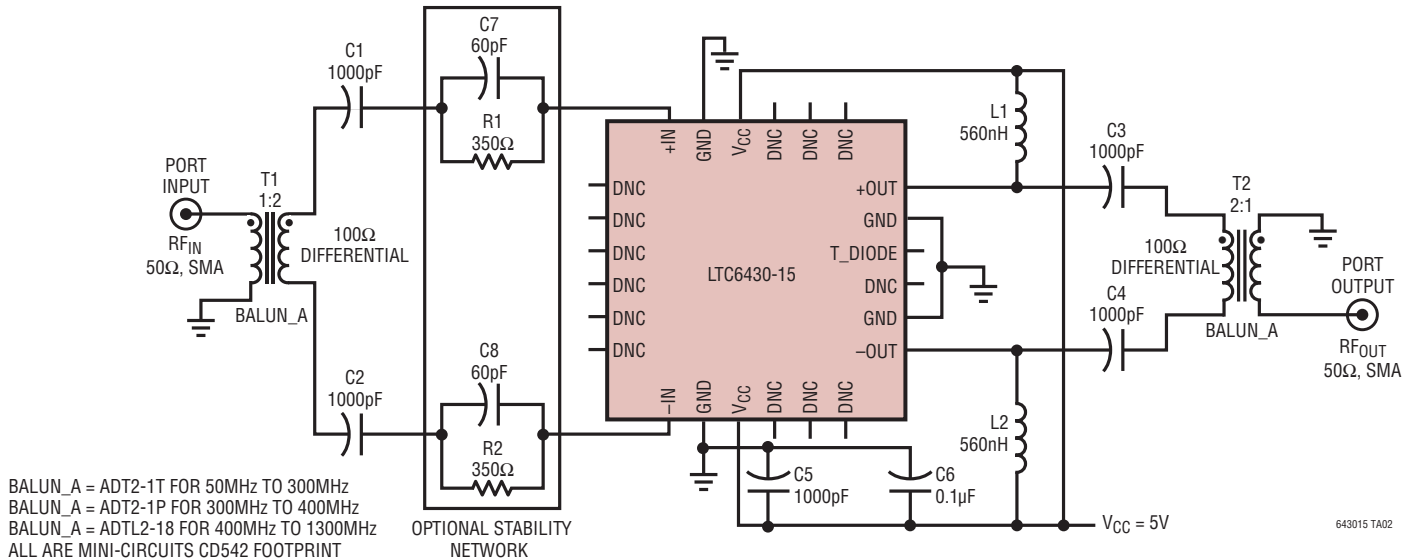 C7
60pF
C1
1000pF
R1
350Ω
+IN
GND
VCC
DNC
DNC
DNC
L1
560nH
C3
1000pF
PORT
INPUT
RFIN
50Ω, SMA
T1
1:2
100Ω
DIFFERENTIAL
BALUN_A
DNC
DNC
DNC
DNC
DNC
DNC
LTC6430-15
+OUT
GND
T_DIODE
DNC
GND
–OUT
100Ω
DIFFERENTIAL
C4
1000pF
T2
2:1
BALUN_A
PORT
OUTPUT
RFOUT
50Ω, SMA
C2
1000pF
C8
60pF
R2
350Ω
–IN
GND
VCC
DNC
DNC
DNC
L2
560nH
C5
1000pF
C6
0.1µF
VCC = 5V
OPTIONAL STABILITY
NETWORK
BALUN_A = ADT2-1T FOR 50MHz TO 300MHz
BALUN_A = ADT2-1P FOR 300MHz TO 400MHz
BALUN_A = ADTL2-18 FOR 400MHz TO 1300MHz
ALL ARE MINI-CIRCUITS CD542 FOOTPRINT
643015 TA02